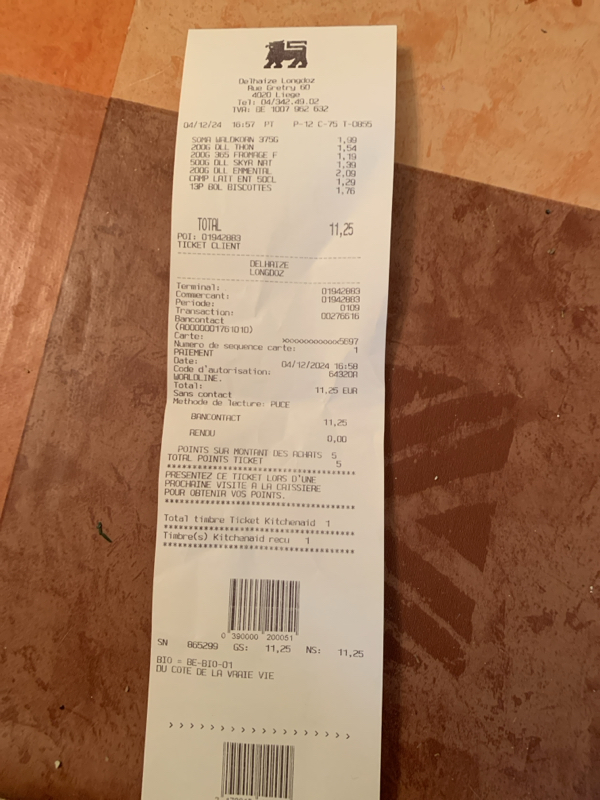 Delhaize Longdoz
Rue Gretry 60
4020 Liege
Tel: 04/342.49.02
TVA: BE 1007 962 632
04/12/24 16:57 PT P-12 C-75 T-0855
SOMA WALDKORN 375G 1,99
200G DLL THON 1,54
200G 365 FROMAGE F 1,19
500G DLL SKYR NAT 1,39
200G DLL EMMENTAL 2,09
CAMP LAIT ENT 50CL 1,29
13P BOL BISCOTTES 1,76
TOTAL 11,25
POI: 01942883
TICKET CLIENT
DELHAIZE
LONGDOZ
Terminal: 01942883
Commercant: 01942883
Periode: 0109
Transaction: 00276616
Bancontact
(A0000001761010)
Carte: xxxxxxxxxxxx5697
Numero de sequence carte: 1
PAIEMENT
Date: 04/12/2024 16:58
Code d'autorisation: 64320A
WORLDLINE.
Total: 11,25 EUR
Sans contact
Methode de lecture: PUCE
BANCONTACT 11,25
RENDU 0,00
POINTS SUR MONTANT DES ACHATS 5
TOTAL POINTS TICKET 5
PRESENTEZ CE TICKET LORS D'UNE
PROCHAINE VISITE A LA CAISSIERE
POUR OBTENIR VOS POINTS.
Total timbre Ticket Kitchenaid 1
Timbre(s) Kitchenaid recu 1
0 390000 200051
SN 865299 GS: 11,25 NS: 11,25
BIO = BE-BIO-01
DU COTE DE LA VRAIE VIE